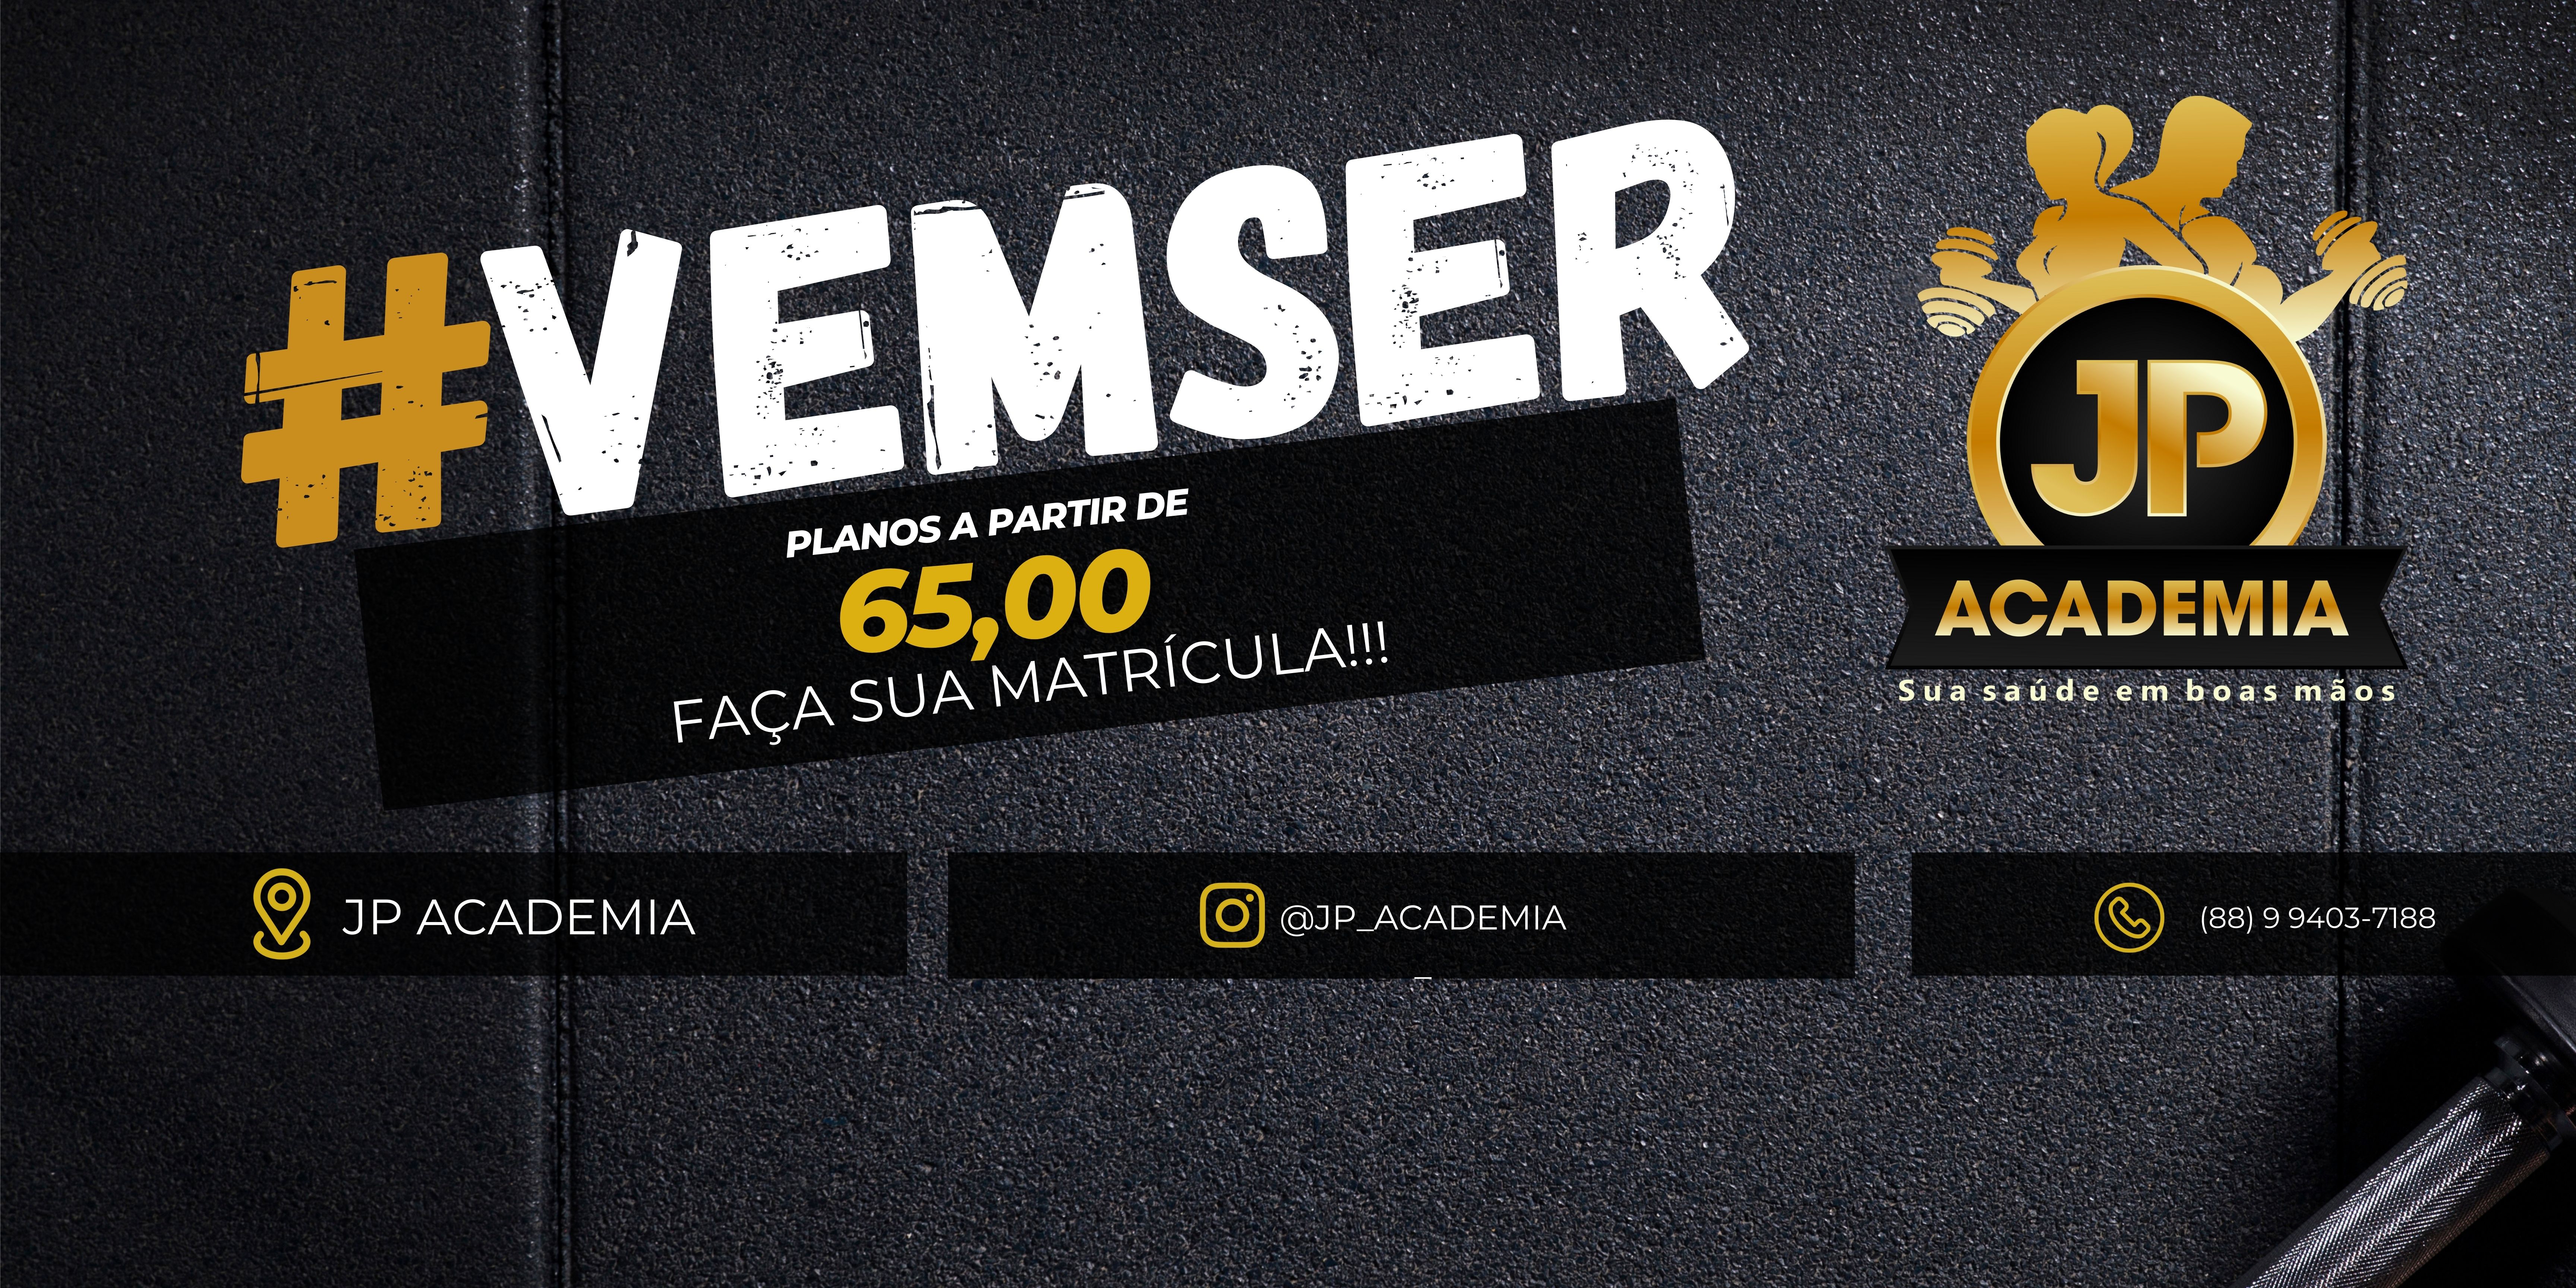 #VEMSER
PLANOS A PARTIR DE
65,00
FAÇA SUA MATRÍCULA!!!
JP
ACADEMIA
Sua saúde em boas mãos
JP ACADEMIA
@JP_ACADEMIA
_
(88) 9 9403-7188